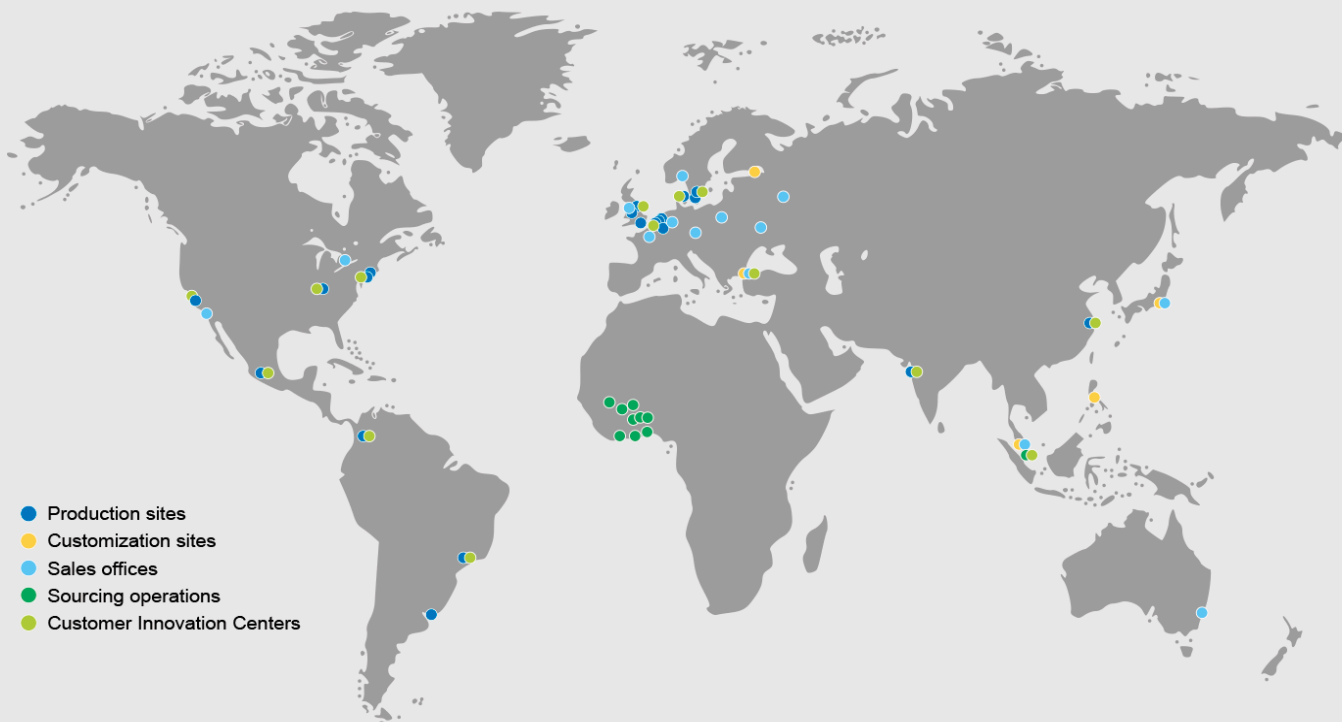 Production sites
Customization sites
Sales offices
Sourcing operations
Customer Innovation Centers